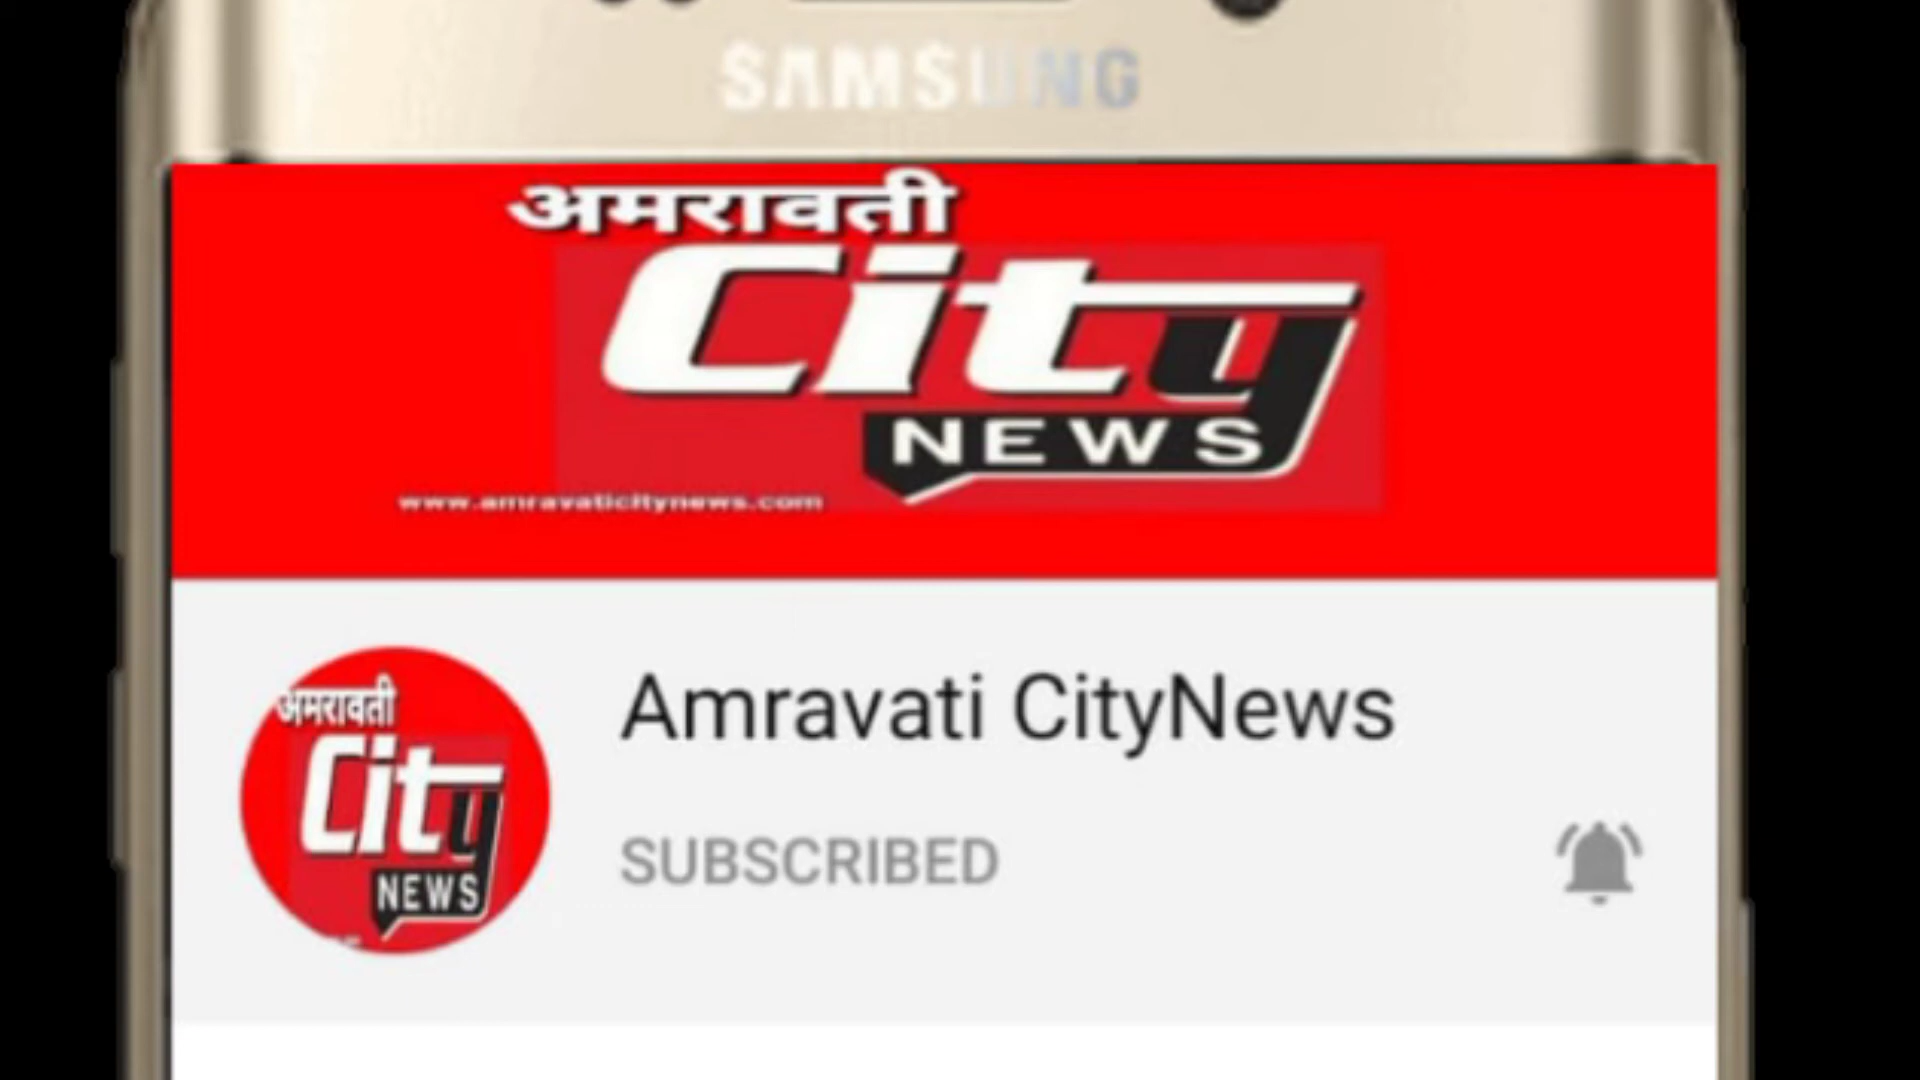 SAMSUNG
अमरावती
City
NEWS
www.amravaticitynews.com
अमरावती
City
NEWS
Amravati CityNews
SUBSCRIBED